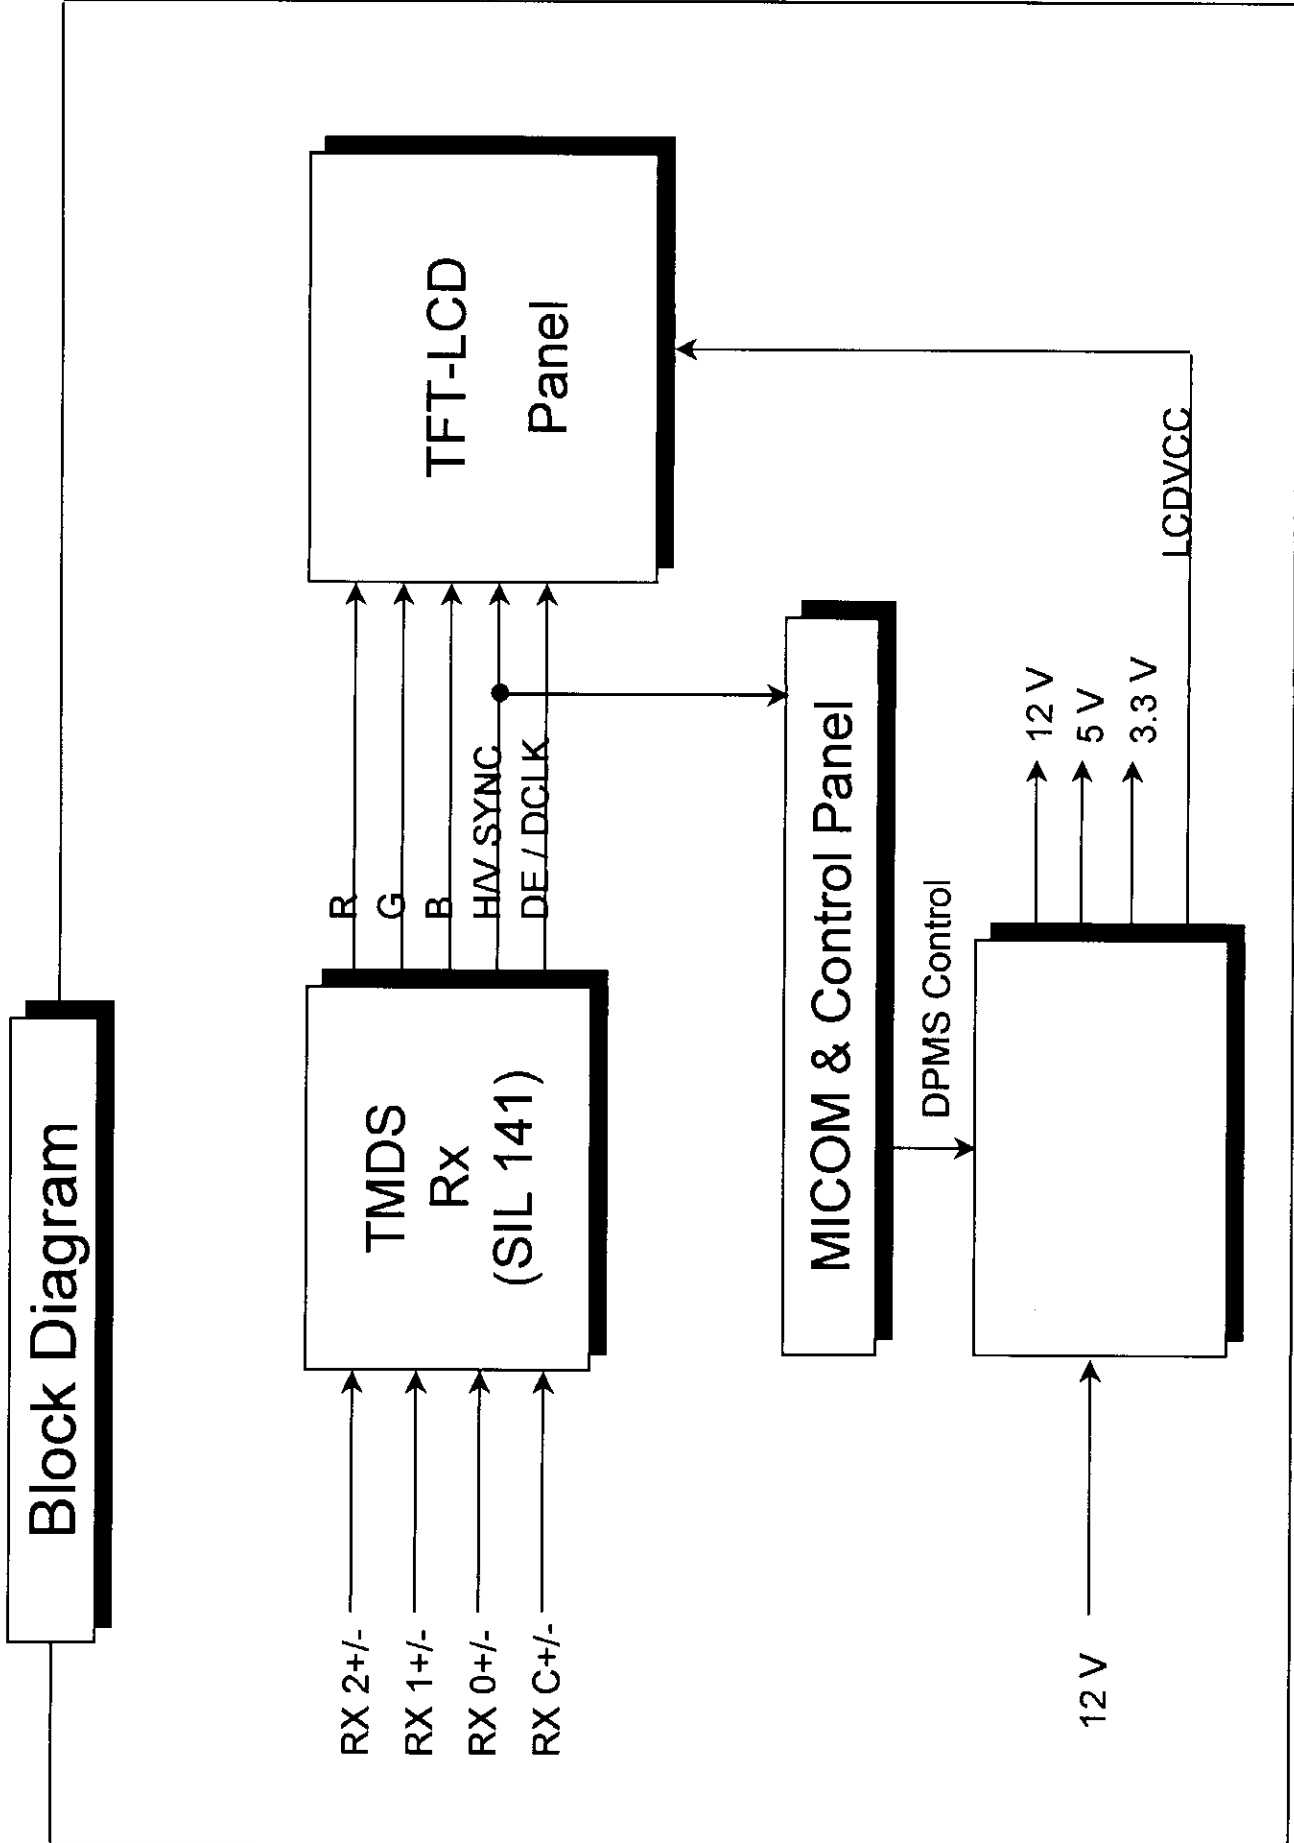 Block Diagram
RX 2+/-
RX 1+/-
RX 0+/-
RX C+/-
TMDS
Rx
(SIL 141)
R
G
B
H/V SYNC
DE / DCLK
TFT-LCD
Panel
MICOM & Control Panel
DPMS Control
12 V
12 V
5 V
3.3 V
LCDVCC